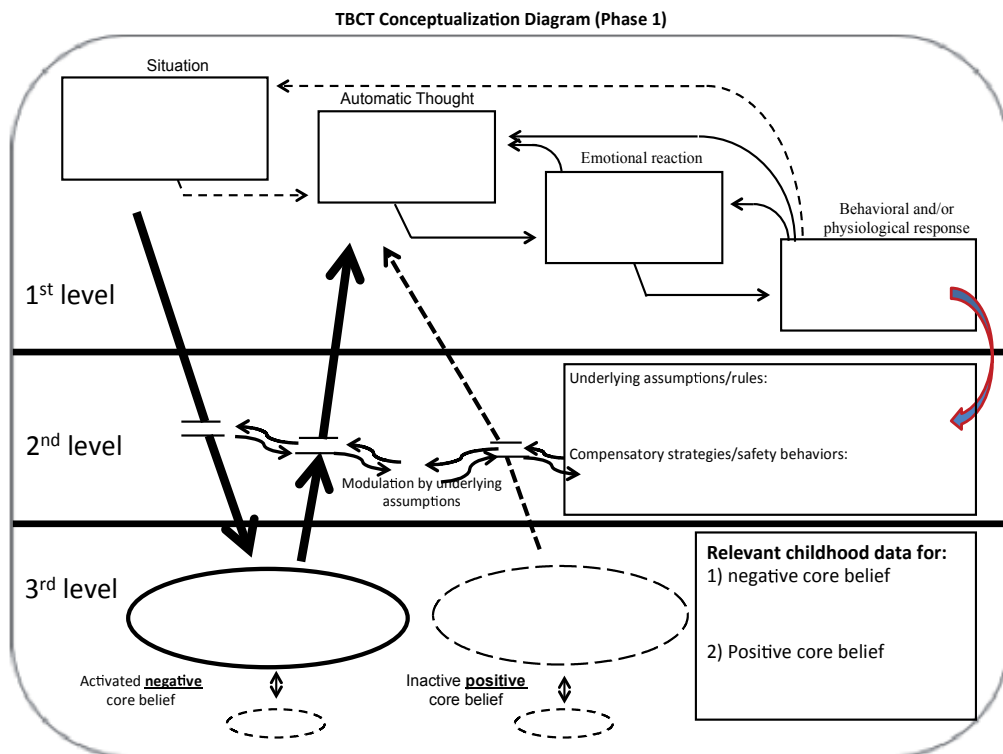 TBCT Conceptualization Diagram (Phase 1)
Situation
Automatic Thought
Emotional reaction
Behavioral and/or
physiological response
1st level
Underlying assumptions/rules:
2nd level
Compensatory strategies/safety behaviors:
Modulation by underlying
assumptions
3rd level
Relevant childhood data for:
1) negative core belief
2) Positive core belief
Activated negative
core belief
Inactive positive
core belief